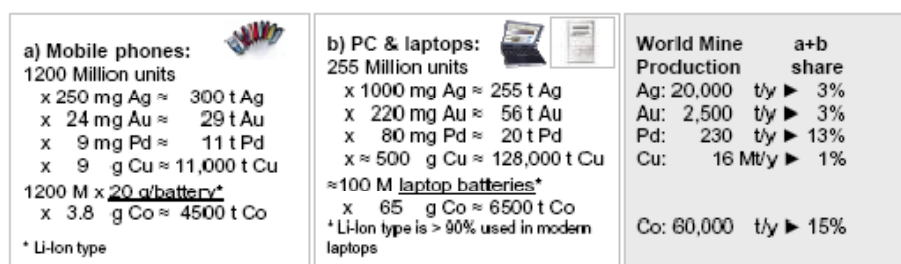 a) Mobile phones:
1200 Million units
x 250 mg Ag ≈ 300 t Ag
x 24 mg Au ≈ 29 t Au
x 9 mg Pd ≈ 11 t Pd
x 9 g Cu ≈ 11,000 t Cu
1200 M x 20 g/battery*
x 3.8 g Co ≈ 4500 t Co
* Li-Ion type
b) PC & laptops:
255 Million units
x 1000 mg Ag ≈ 255 t Ag
x 220 mg Au ≈ 56 t Au
x 80 mg Pd ≈ 20 t Pd
x ≈ 500 g Cu ≈ 128,000 t Cu
≈100 M laptop batteries*
x 65 g Co ≈ 6500 t Co
* Li-Ion type is > 90% used in modern
laptops
World Mine a+b
Production share
Ag: 20,000 t/y ► 3%
Au: 2,500 t/y ► 3%
Pd: 230 t/y ► 13%
Cu: 16 Mt/y ► 1%
Co: 60,000 t/y ► 15%